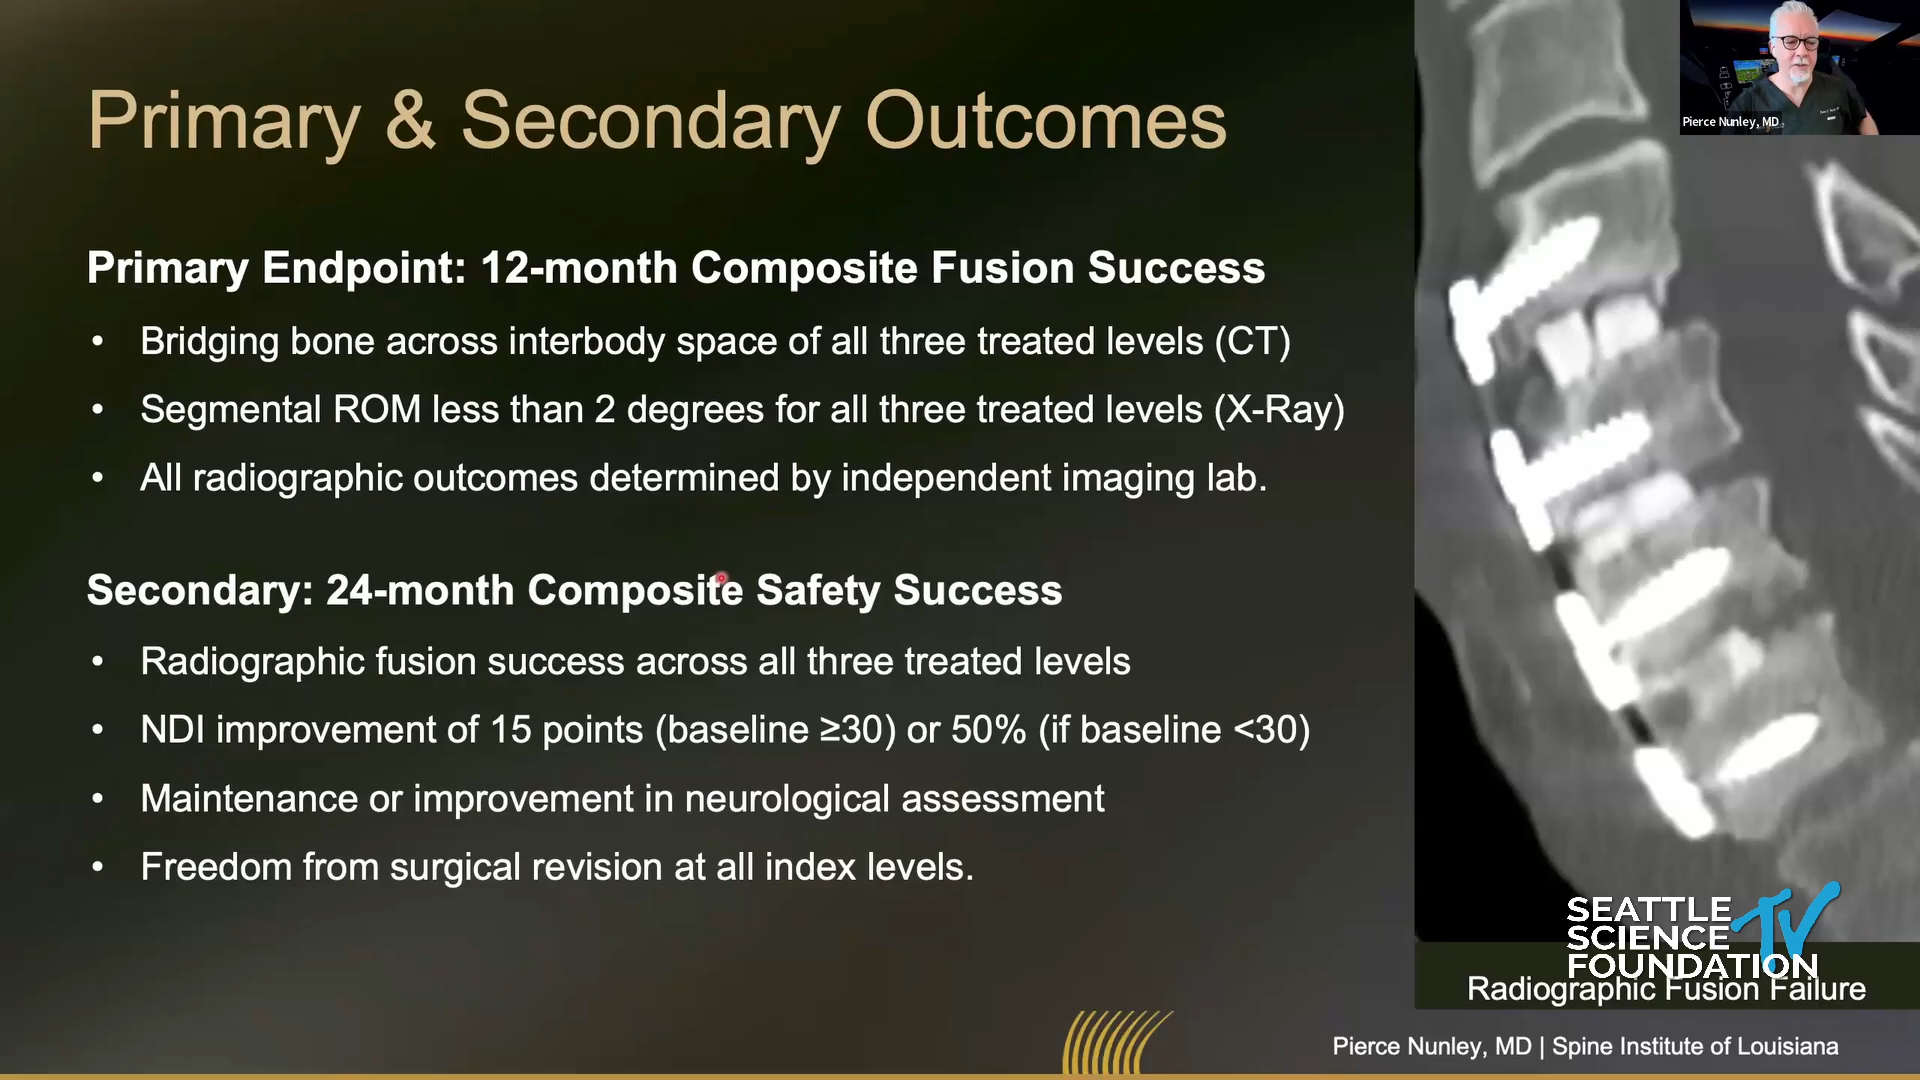 Primary & Secondary Outcomes
Pierce Nunley, MD
Primary Endpoint: 12-month Composite Fusion Success
• Bridging bone across interbody space of all three treated levels (CT)
• Segmental ROM less than 2 degrees for all three treated levels (X-Ray)
• All radiographic outcomes determined by independent imaging lab.
Secondary: 24-month Composite Safety Success
• Radiographic fusion success across all three treated levels
• NDI improvement of 15 points (baseline ≥30) or 50% (if baseline <30)
• Maintenance or improvement in neurological assessment
• Freedom from surgical revision at all index levels.
SEATTLE
SCIENCE TV
FOUNDATION
Radiographic Fusion Failure
Pierce Nunley, MD | Spine Institute of Louisiana